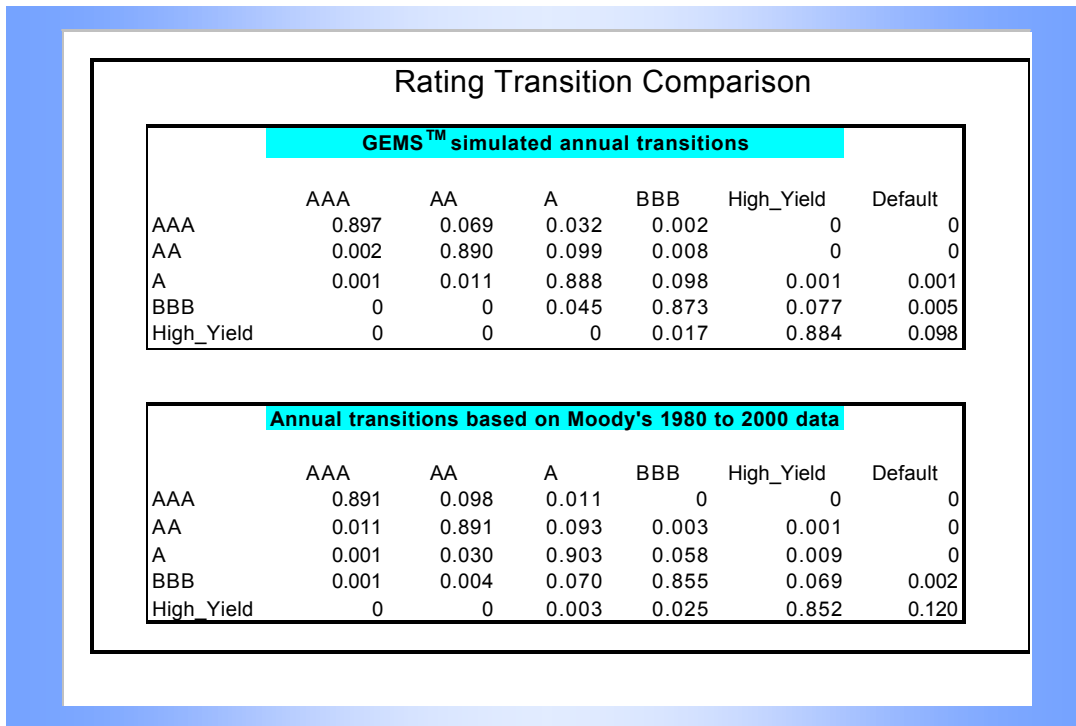 Rating Transition Comparison
GEMS™ simulated annual transitions
AAA AA A BBB High_Yield Default
AAA 0.897 0.069 0.032 0.002 0 0
AA 0.002 0.890 0.099 0.008 0 0
A 0.001 0.011 0.888 0.098 0.001 0.001
BBB 0 0 0.045 0.873 0.077 0.005
High_Yield 0 0 0 0.017 0.884 0.098
Annual transitions based on Moody's 1980 to 2000 data
AAA AA A BBB High_Yield Default
AAA 0.891 0.098 0.011 0 0 0
AA 0.011 0.891 0.093 0.003 0.001 0
A 0.001 0.030 0.903 0.058 0.009 0
BBB 0.001 0.004 0.070 0.855 0.069 0.002
High_Yield 0 0 0.003 0.025 0.852 0.120